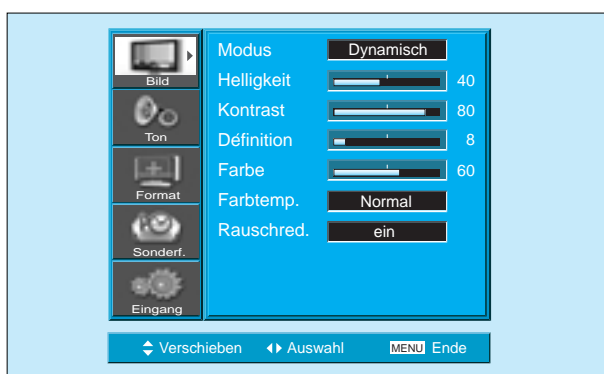 Bild
Ton
Format
Sonderf.
Eingang
Modus Dynamisch
Helligkeit 40
Kontrast 80
Définition 8
Farbe 60
Farbtemp. Normal
Rauschred. ein
Verschieben Auswahl MENU Ende